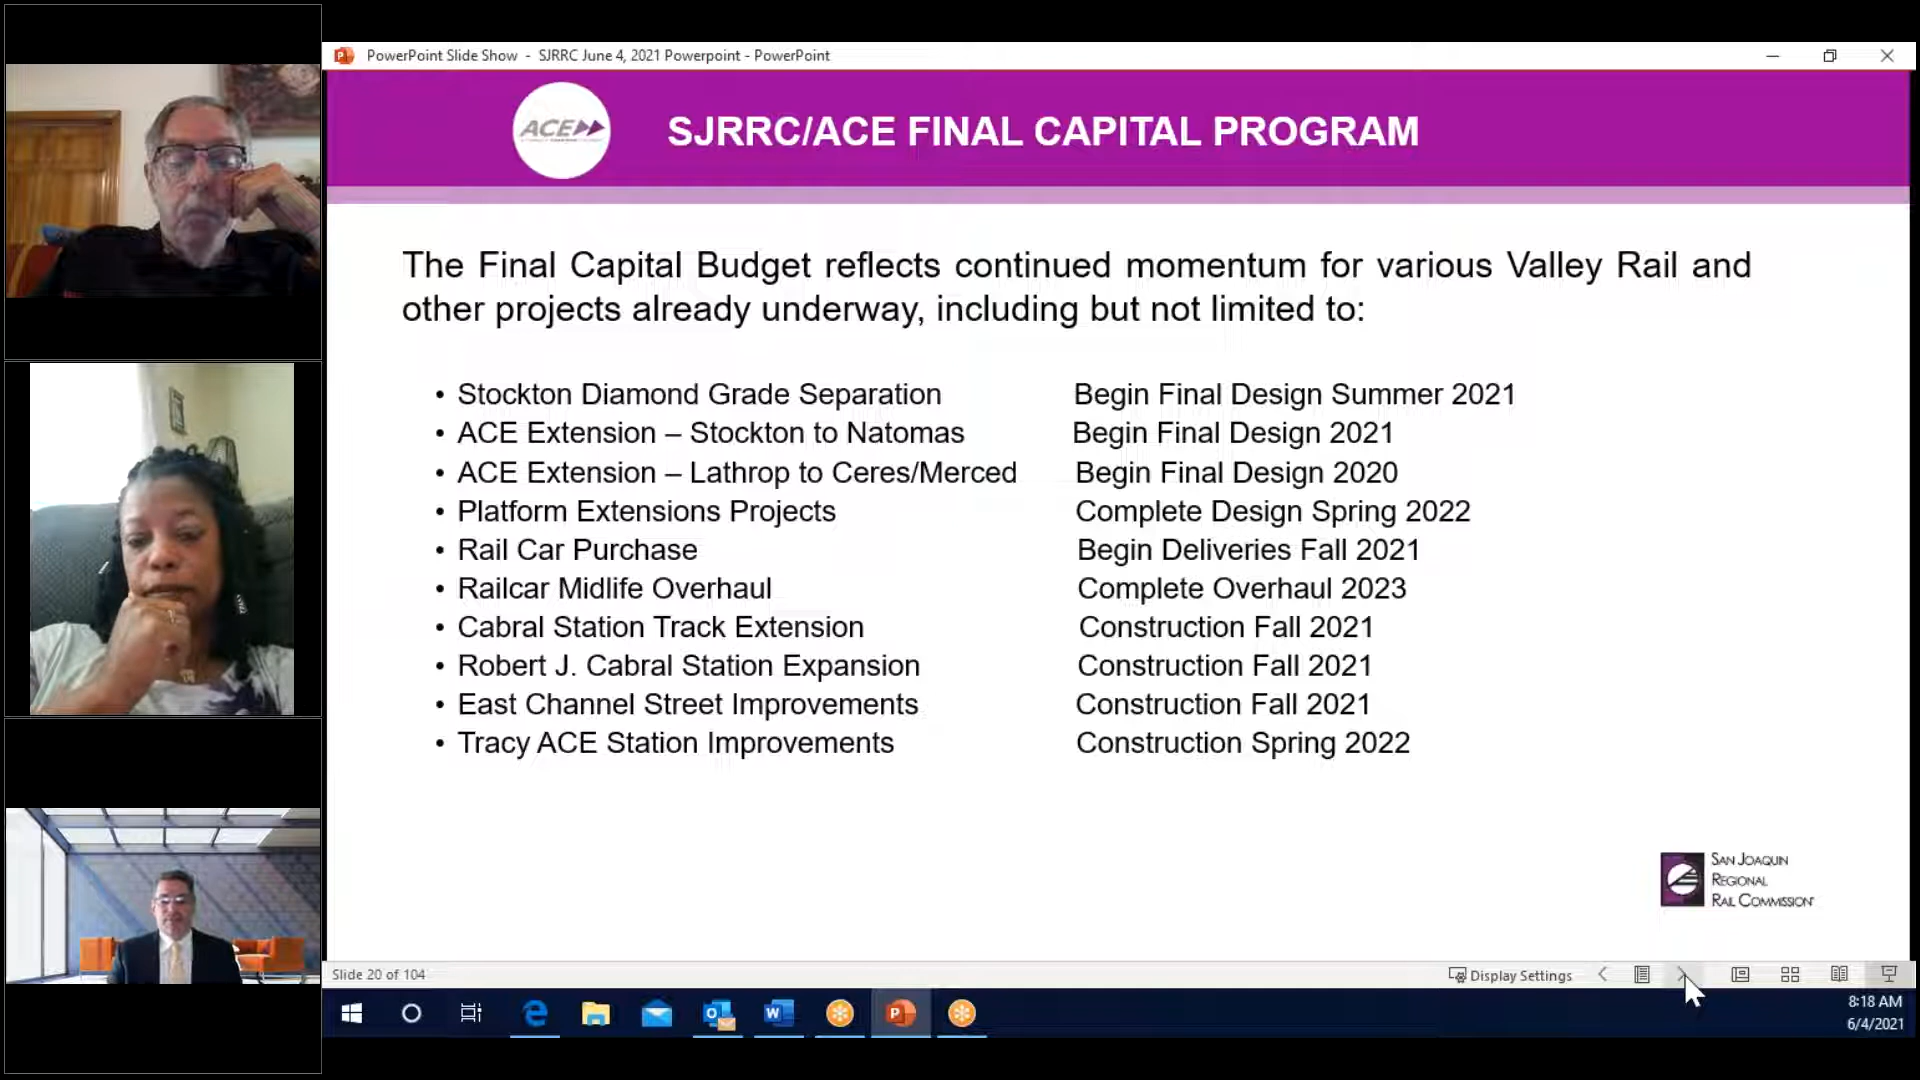 PowerPoint Slide Show - SJRRC June 4, 2021 Powerpoint - PowerPoint
ACE
SJRRC/ACE FINAL CAPITAL PROGRAM
The Final Capital Budget reflects continued momentum for various Valley Rail and
other projects already underway, including but not limited to:
• Stockton Diamond Grade Separation Begin Final Design Summer 2021
• ACE Extension – Stockton to Natomas Begin Final Design 2021
• ACE Extension – Lathrop to Ceres/Merced Begin Final Design 2020
• Platform Extensions Projects Complete Design Spring 2022
• Rail Car Purchase Begin Deliveries Fall 2021
• Railcar Midlife Overhaul Complete Overhaul 2023
• Cabral Station Track Extension Construction Fall 2021
• Robert J. Cabral Station Expansion Construction Fall 2021
• East Channel Street Improvements Construction Fall 2021
• Tracy ACE Station Improvements Construction Spring 2022
SAN JOAQUIN
REGIONAL
RAIL COMMISSION
Slide 20 of 104
Display Settings
8:18 AM
6/4/2021